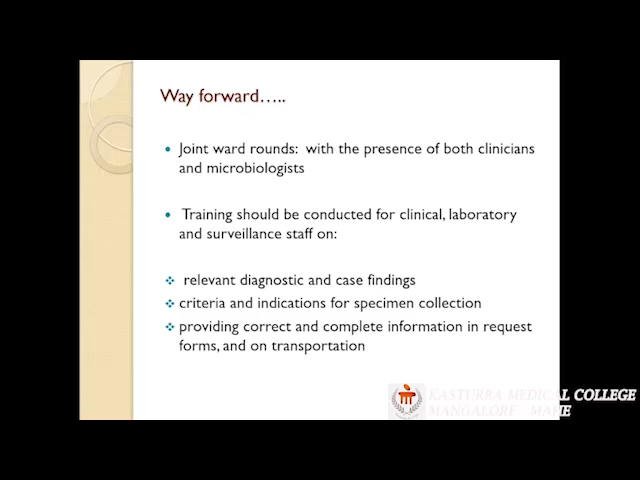 Way forward…..
Joint ward rounds: with the presence of both clinicians
and microbiologists
Training should be conducted for clinical, laboratory
and surveillance staff on:
relevant diagnostic and case findings
criteria and indications for specimen collection
providing correct and complete information in request
forms, and on transportation
KASTURBA MEDICAL COLLEGE
MANGALORE MAHE